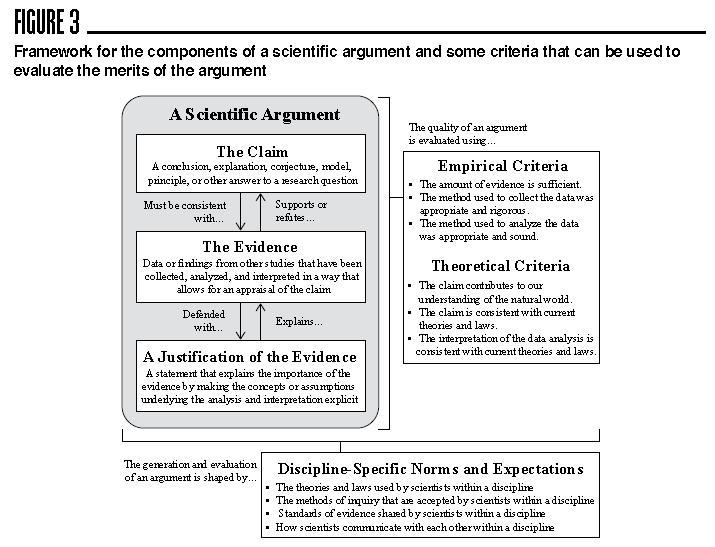 FIGURE 3
Framework for the components of a scientific argument and some criteria that can be used to
evaluate the merits of the argument
A Scientific Argument
The Claim
A conclusion, explanation, conjecture, model,
principle, or other answer to a research question
Must be consistent
with...
Supports or
refutes...
The Evidence
Data or findings from other studies that have been
collected, analyzed, and interpreted in a way that
allows for an appraisal of the claim
Defended
with...
Explains...
A Justification of the Evidence
A statement that explains the importance of the
evidence by making the concepts or assumptions
underlying the analysis and interpretation explicit
The quality of an argument
is evaluated using...
Empirical Criteria
• The amount of evidence is sufficient.
• The method used to collect the data was
appropriate and rigorous.
• The method used to analyze the data
was appropriate and sound.
Theoretical Criteria
• The claim contributes to our
understanding of the natural world.
• The claim is consistent with current
theories and laws.
• The interpretation of the data analysis is
consistent with current theories and laws.
The generation and evaluation
of an argument is shaped by...
Discipline-Specific Norms and Expectations
• The theories and laws used by scientists within a discipline
• The methods of inquiry that are accepted by scientists within a discipline
• Standards of evidence shared by scientists within a discipline
• How scientists communicate with each other within a discipline